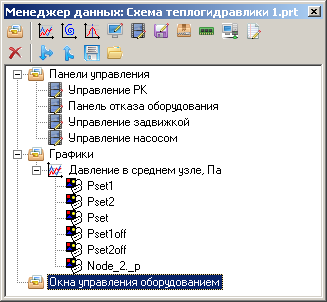 Менеджер данных: Схема теплогидравлики 1.prt
Панели управления
Управление РК
Панель отказа оборудования
Управление задвижкой
Управление насосом
Графики
Давление в среднем узле, Па
Pset1
Pset2
Pset
Pset1off
Pset2off
Node_2._p
Окна управления оборудованием